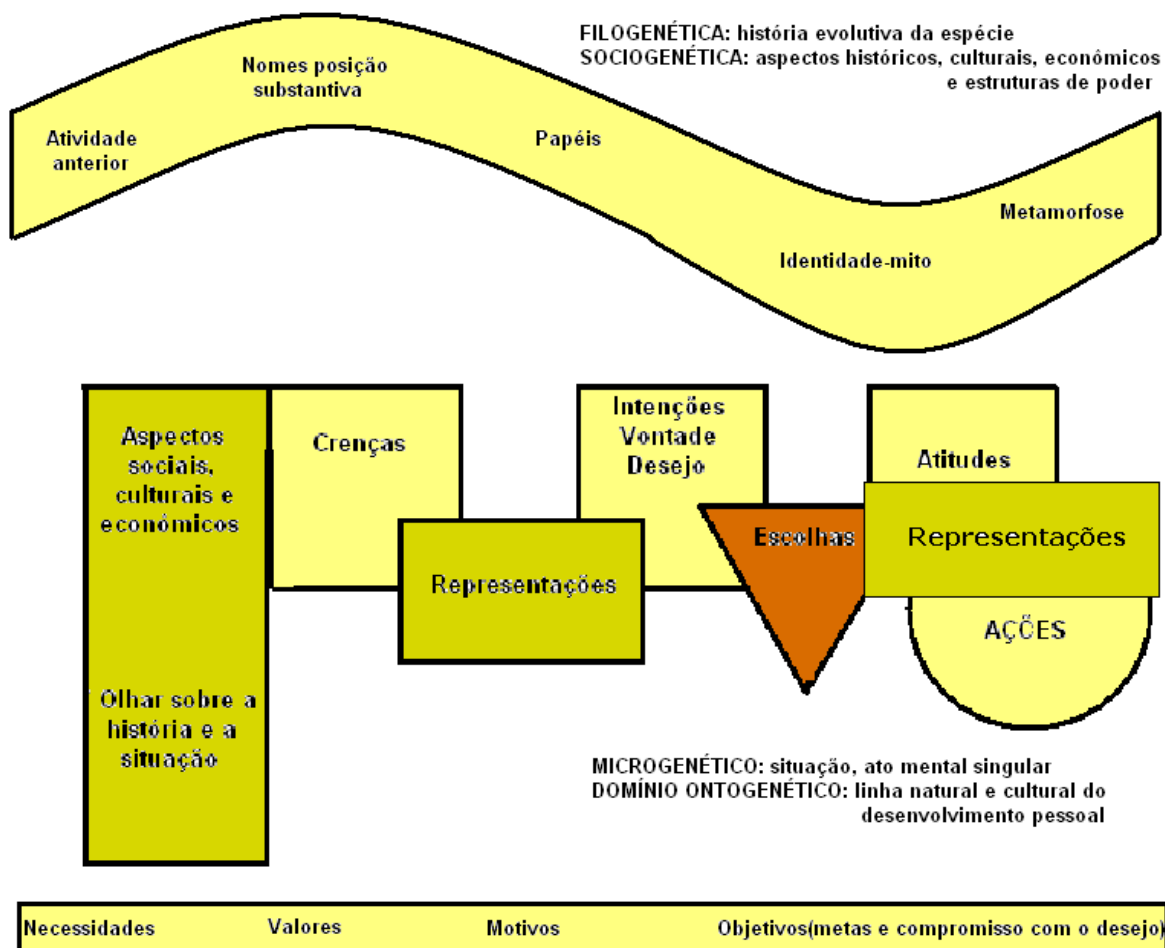 FILOGENÉTICA: história evolutiva da espécie
SOCIOGENÉTICA: aspectos históricos, culturais, econômicos
e estruturas de poder
Nomes posição
substantiva
Atividade
anterior
Papéis
Metamorfose
Identidade-mito
Aspectos
sociais,
culturais e
económicos
Olhar sobre a
história e a
situação
Crenças
Representações
Intenções
Vontade
Desejo
Escolhas
Atitudes
Representações
AÇÕES
MICROGENÉTICO: situação, ato mental singular
DOMÍNIO ONTOGENÉTICO: linha natural e cultural do
desenvolvimento pessoal
Necessidades Valores Motivos Objetivos(metas e compromisso com o desejo)